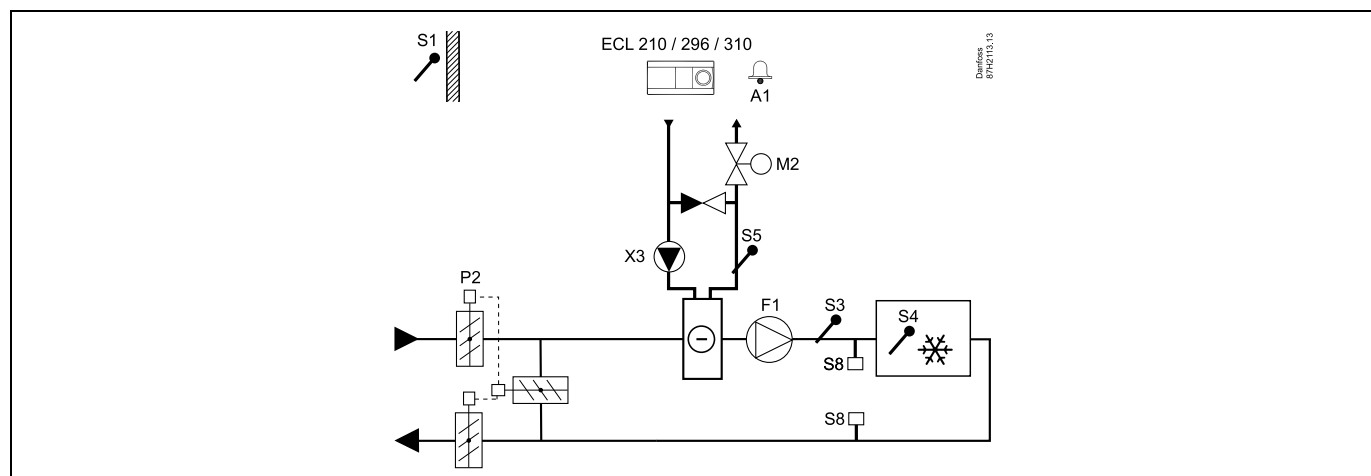 S1
ECL 210 / 296 / 310
A1
Danfoss
87H2113.13
M2
S5
X3
P2
F1
S3
S4
S8
S8